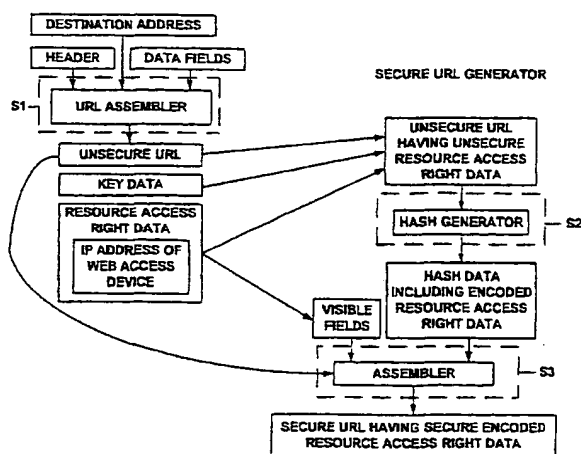 DESTINATION ADDRESS
HEADER
DATA FIELDS
S1
URL ASSEMBLER
UNSECURE URL
KEY DATA
RESOURCE ACCESS
RIGHT DATA
IP ADDRESS OF
WEB ACCESS
DEVICE
SECURE URL GENERATOR
UNSECURE URL
HAVING UNSECURE
RESOURCE ACCESS
RIGHT DATA
HASH GENERATOR
S2
HASH DATA
INCLUDING ENCODED
RESOURCE ACCESS
RIGHT DATA
VISIBLE
FIELDS
ASSEMBLER
S3
SECURE URL HAVING SECURE ENCODED
RESOURCE ACCESS RIGHT DATA